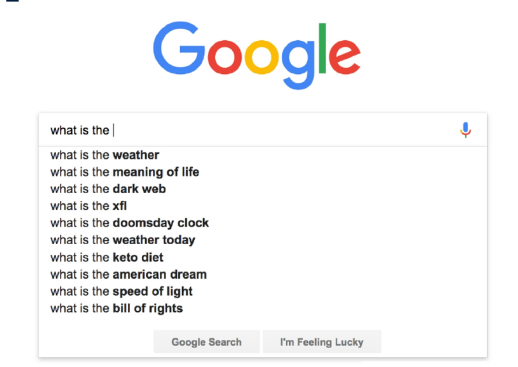 Google
what is the
what is the weather
what is the meaning of life
what is the dark web
what is the xfl
what is the doomsday clock
what is the weather today
what is the keto diet
what is the american dream
what is the speed of light
what is the bill of rights
Google Search I'm Feeling Lucky